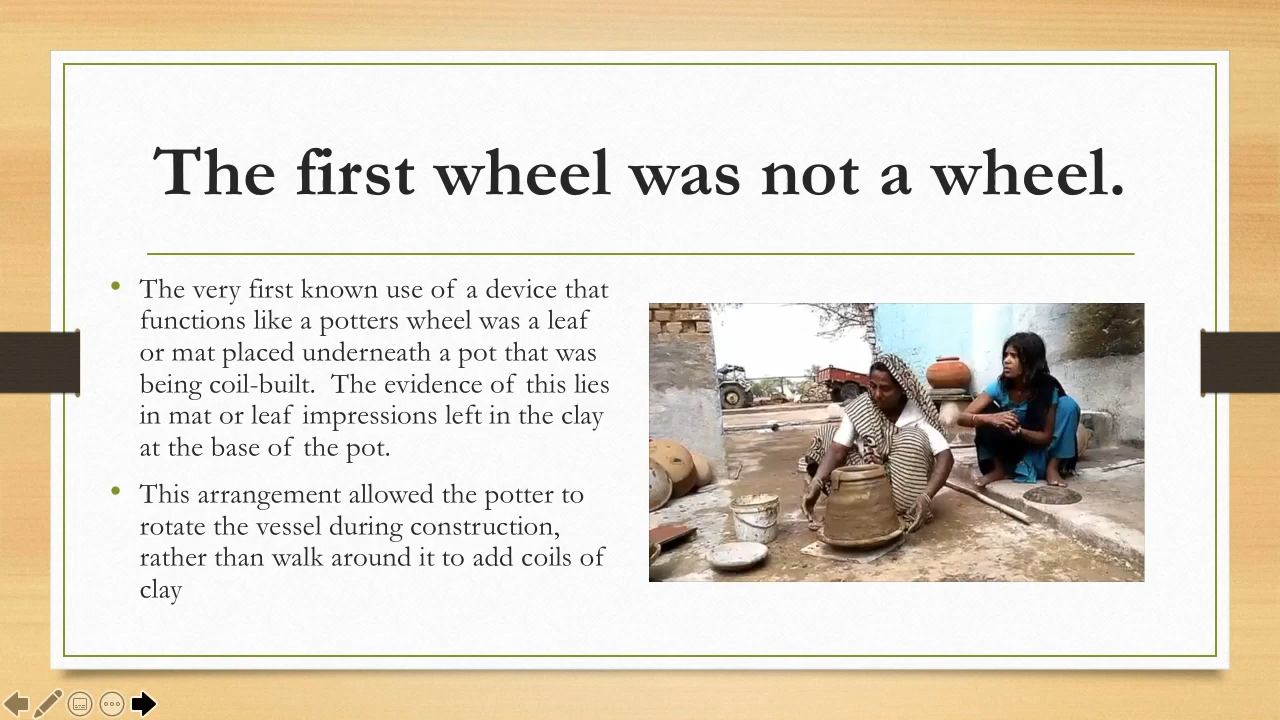 The first wheel was not a wheel.
• The very first known use of a device that
functions like a potters wheel was a leaf
or mat placed underneath a pot that was
being coil-built.  The evidence of this lies
in mat or leaf impressions left in the clay
at the base of the pot.
• This arrangement allowed the potter to
rotate the vessel during construction,
rather than walk around it to add coils of
clay